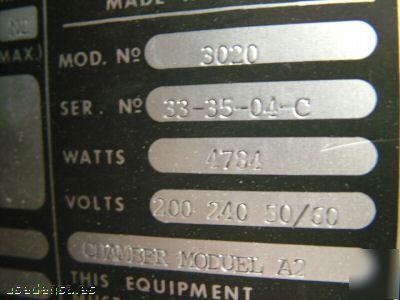 MADE
N2
MAX.)
MOD. Nº 3020
SER. Nº 33-35-04-C
WATTS 4784
VOLTS 200 240 50/60
CHAMBER MODUEL A2
THIS EQUIPMENT